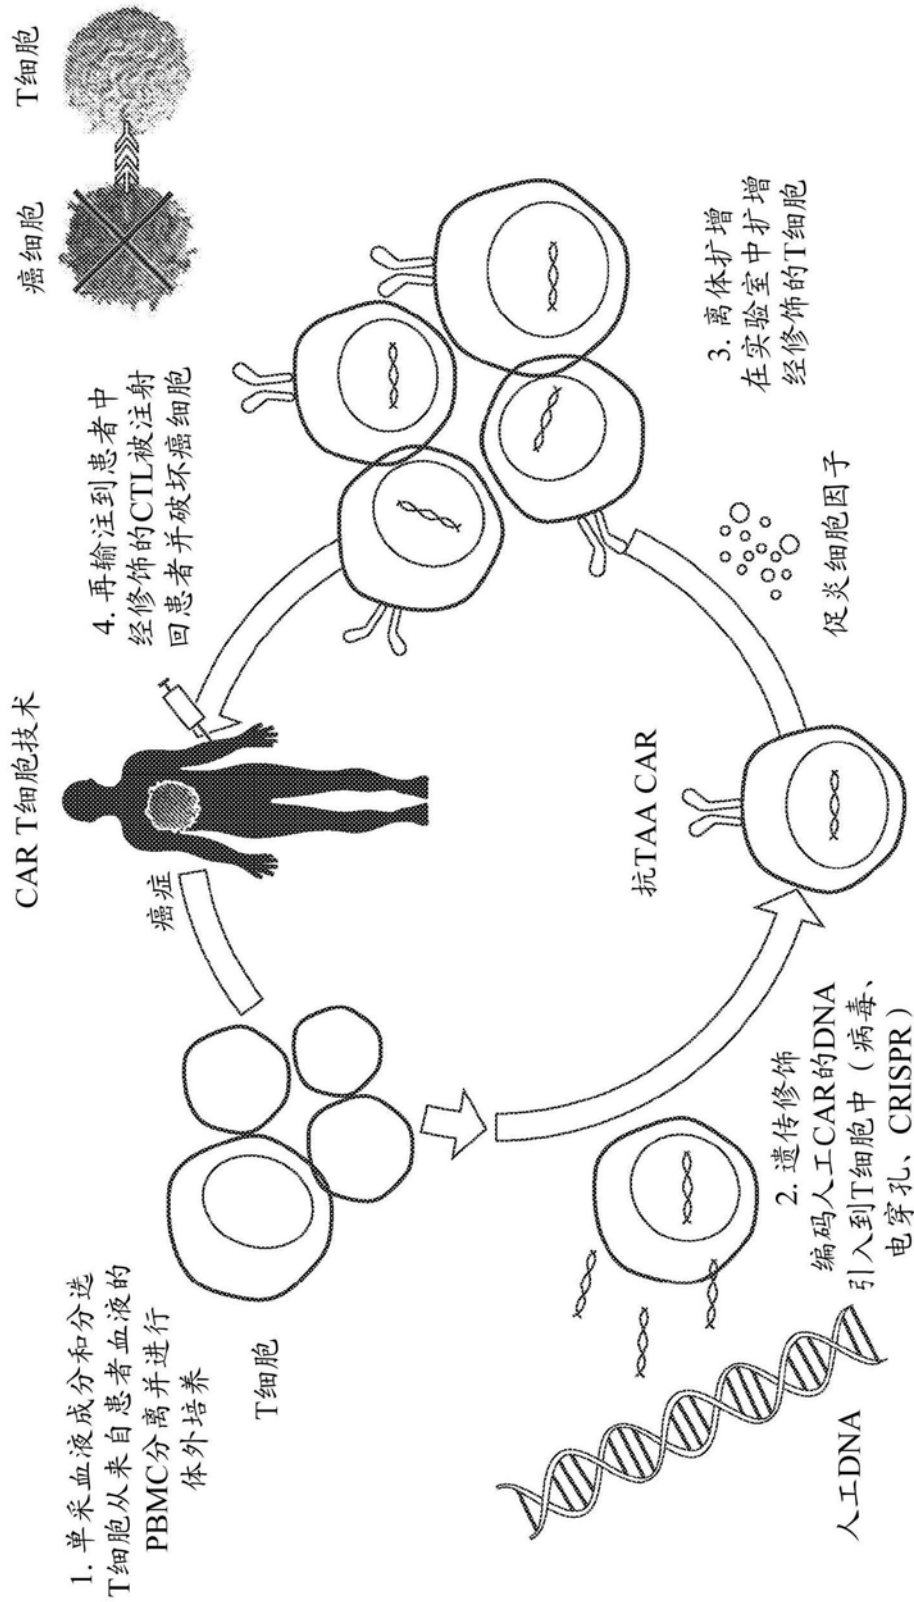 CAR T细胞技术
1. 单采血液成分和分选
T细胞从来自患者血液的
PBMC分离并进行
体外培养
T细胞
癌症
4. 再输注到患者中
经修饰的CTL被注射
回患者并破坏癌细胞
癌细胞
T细胞
人工DNA
2. 遗传修饰
编码人工CAR的DNA
引入到T细胞中（病毒、
电穿孔、CRISPR）
抗TAA CAR
促炎细胞因子
3. 离体扩增
在实验室中扩增
经修饰的T细胞